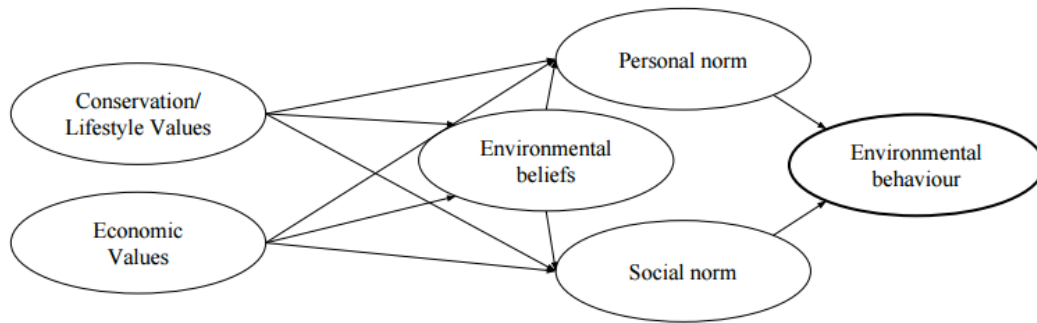 Conservation/
Lifestyle Values
Economic
Values
Environmental
beliefs
Personal norm
Social norm
Environmental
behaviour